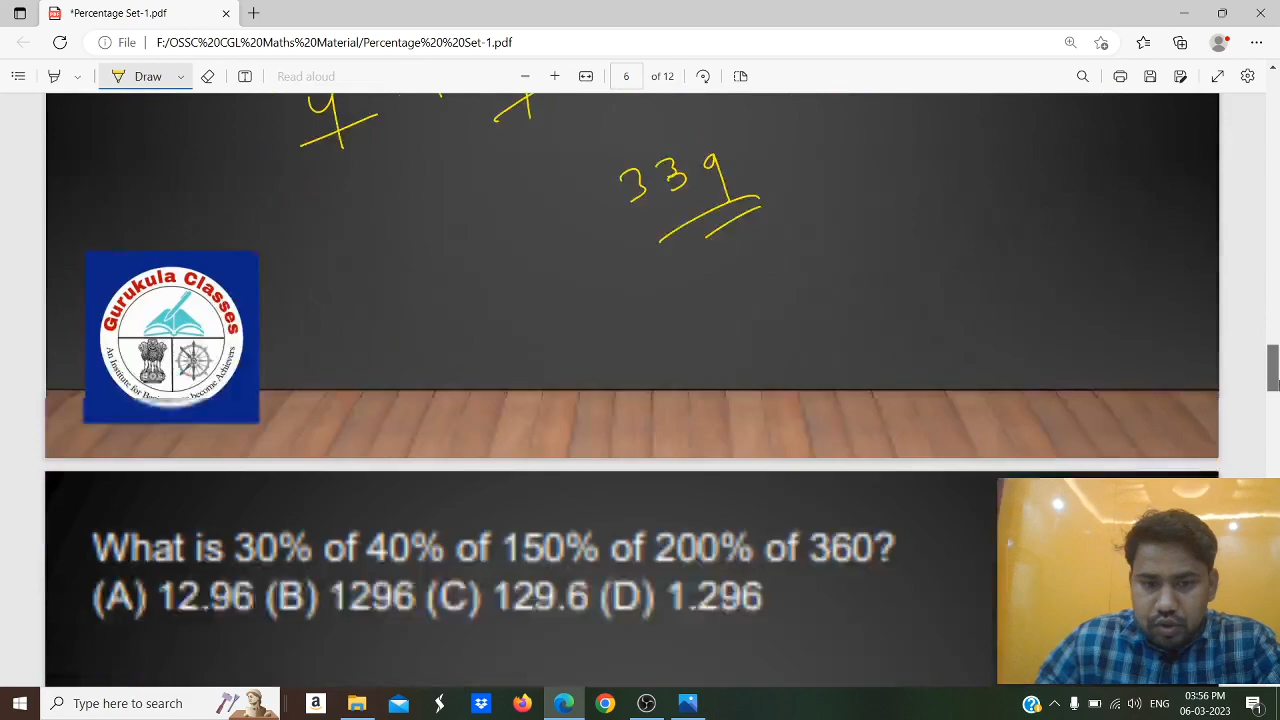 *Percentage Set-1.pdf
File F:/OSSC%20CGL%20Maths%20Material/Percentage%20%20Set-1.pdf
Draw Read aloud 6 of 12
4
339
Gurukula Classes
What is 30% of 40% of 150% of 200% of 360?
(A) 12.96 (B) 1296 (C) 129.6 (D) 1.296
Type here to search
ENG
03:56 PM
06-03-2023